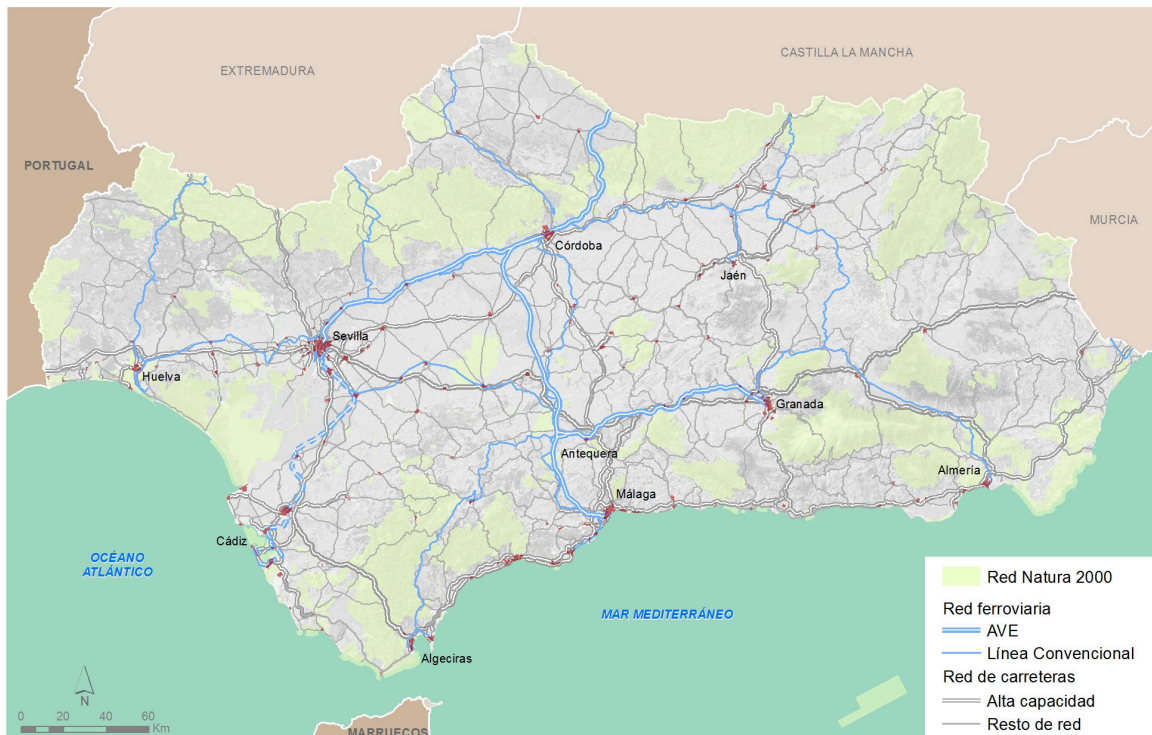 EXTREMADURA
CASTILLA LA MANCHA
PORTUGAL
MURCIA
Córdoba
Jaén
Sevilla
Huelva
Granada
Antequera
Almería
Málaga
Cádiz
OCÉANO
ATLÁNTICO
MAR MEDITERRÁNEO
Algeciras
MARRUECOS
N
0 20 40 60
Km
Red Natura 2000
Red ferroviaria
AVE
Línea Convencional
Red de carreteras
Alta capacidad
Resto de red